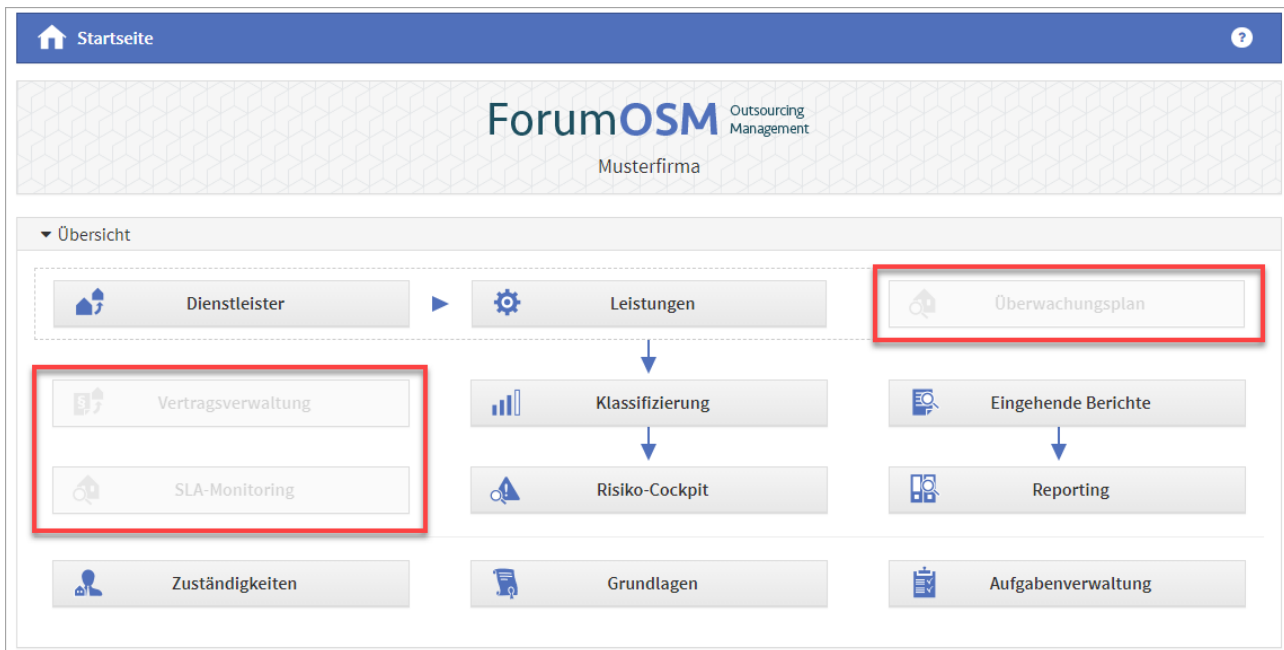 Startseite
?
ForumOSM Outsourcing
Management
Musterfirma
Übersicht
Dienstleister
Leistungen
Überwachungsplan
Vertragsverwaltung
Klassifizierung
Eingehende Berichte
SLA-Monitoring
Risiko-Cockpit
Reporting
Zuständigkeiten
Grundlagen
Aufgabenverwaltung